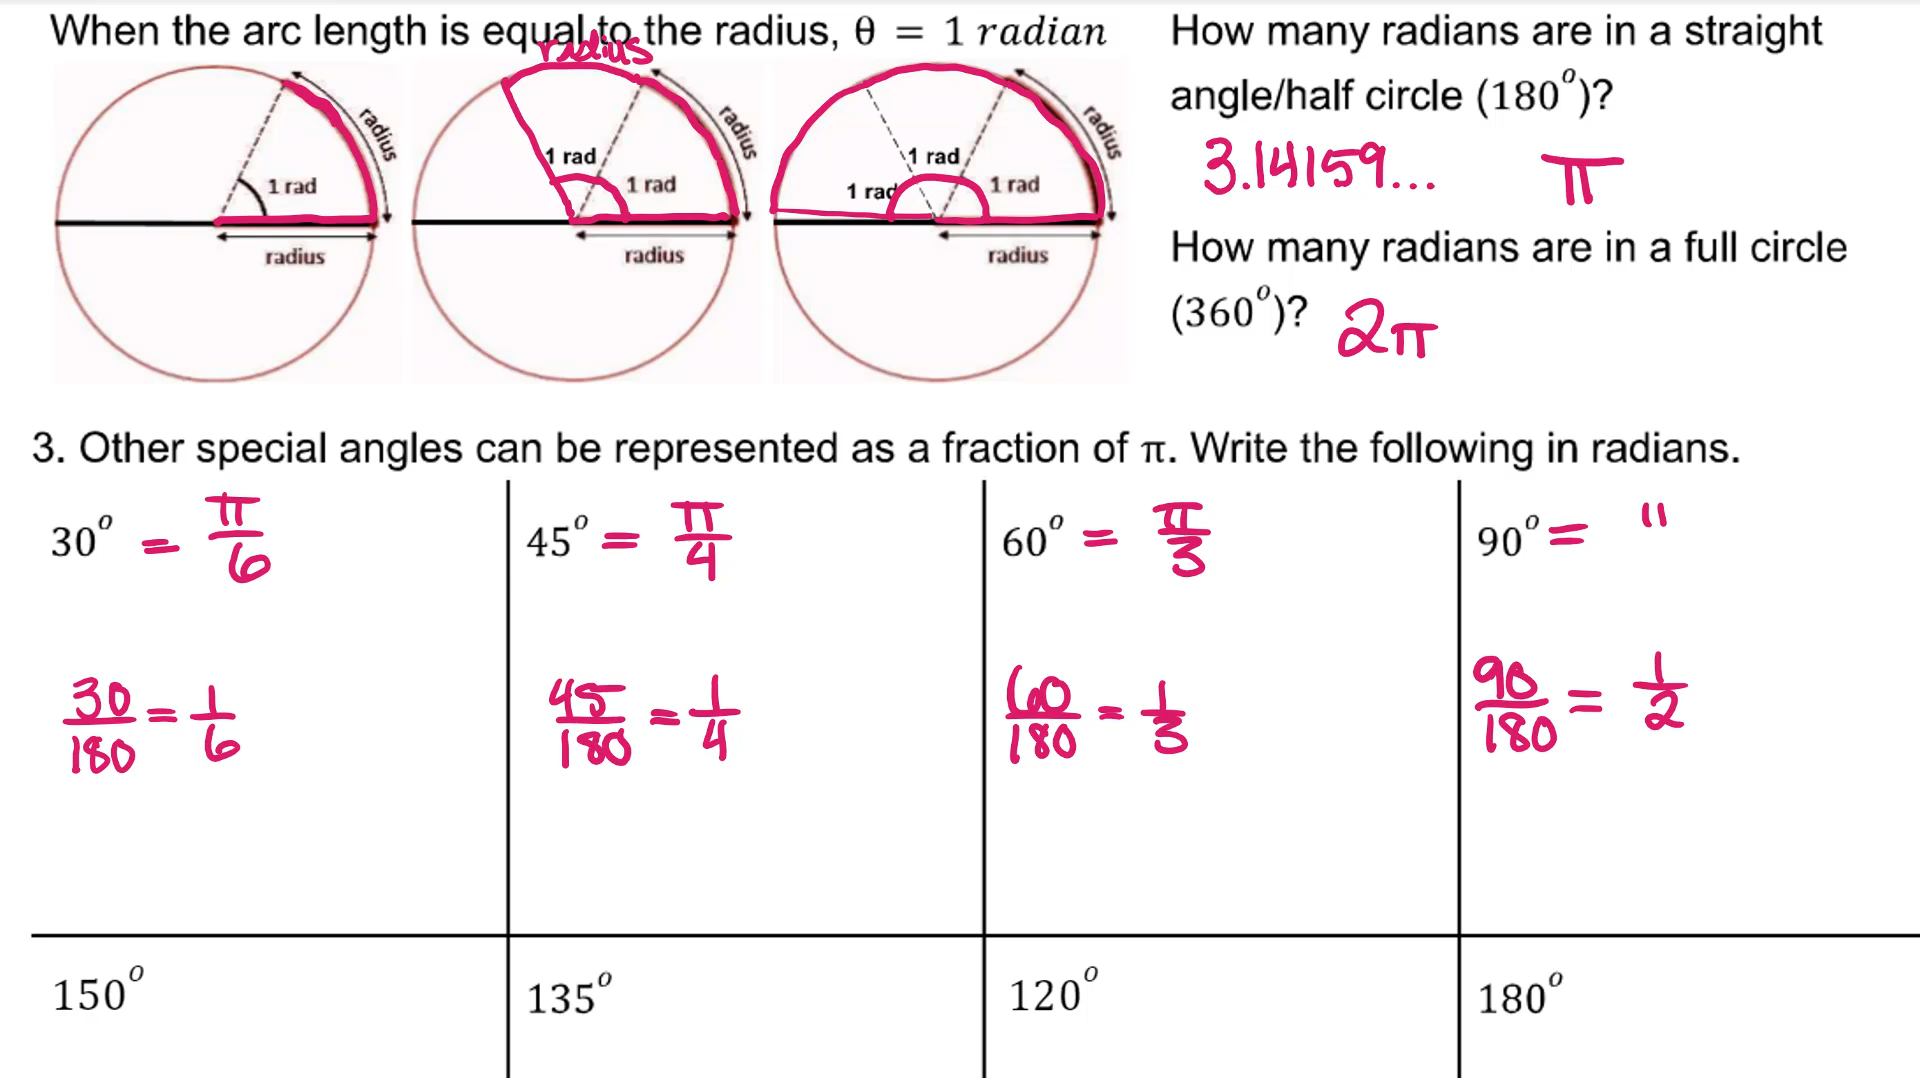 When the arc length is equal to the radius, θ = 1 radian
radius
radius
1 rad
radius
radius
1 rad
1 rad
radius
radius
1 rad
1 rad
1 rad
radius
How many radians are in a straight
angle/half circle (180°)?
3.14159... π
How many radians are in a full circle
(360°)? 2π
3. Other special angles can be represented as a fraction of π. Write the following in radians.
30° = π/6
30/180 = 1/6
45° = π/4
45/180 = 1/4
60° = π/3
60/180 = 1/3
90° =
90/180 = 1/2
150°
135°
120°
180°